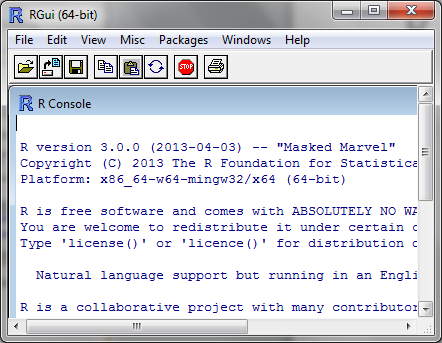 R RGui (64-bit)
File Edit View Misc Packages Windows Help
STOP
R R Console
R version 3.0.0 (2013-04-03) -- "Masked Marvel"
Copyright (C) 2013 The R Foundation for Statistica
Platform: x86_64-w64-mingw32/x64 (64-bit)
R is free software and comes with ABSOLUTELY NO WA
You are welcome to redistribute it under certain c
Type 'license()' or 'licence()' for distribution d
Natural language support but running in an Engli
R is a collaborative project with many contributor